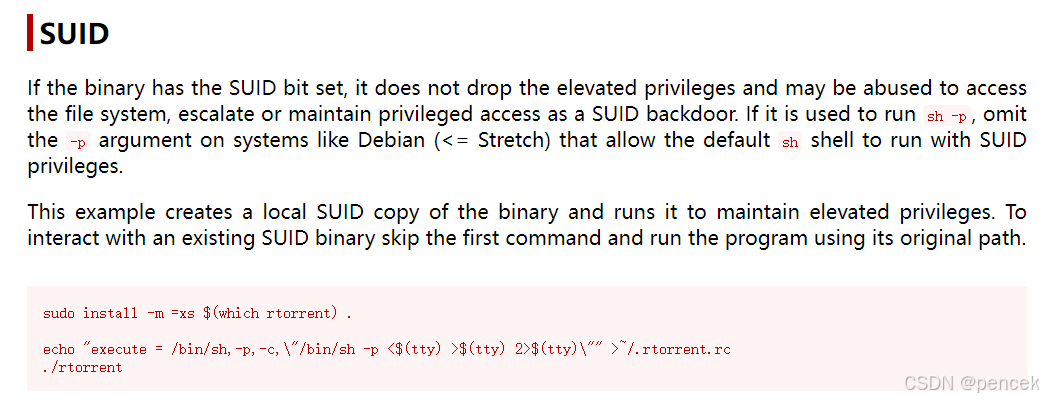 SUID
If the binary has the SUID bit set, it does not drop the elevated privileges and may be abused to access
the file system, escalate or maintain privileged access as a SUID backdoor. If it is used to run sh -p, omit
the -p argument on systems like Debian (<= Stretch) that allow the default sh shell to run with SUID
privileges.
This example creates a local SUID copy of the binary and runs it to maintain elevated privileges. To
interact with an existing SUID binary skip the first command and run the program using its original path.
sudo install -m =xs $(which rtorrent) .
echo "execute = /bin/sh,-p,-c,\"/bin/sh -p <$(tty) >$(tty) 2>$(tty)\"" >~/.rtorrent.rc
./rtorrent
CSDN @pencek